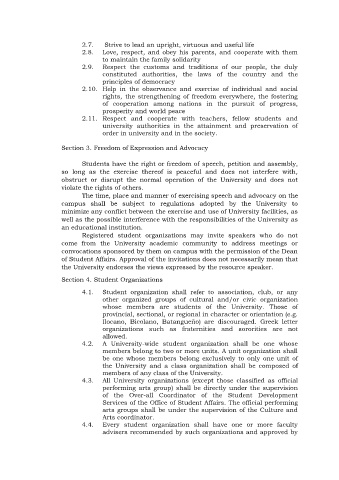 2.7. Strive to lead an upright, virtuous and useful life
2.8. Love, respect, and obey his parents, and cooperate with them
to maintain the family solidarity
2.9. Respect the customs and traditions of our people, the duly
constituted authorities, the laws of the country and the
principles of democracy
2.10. Help in the observance and exercise of individual and social
rights, the strengthening of freedom everywhere, the fostering
of cooperation among nations in the pursuit of progress,
prosperity and world peace
2.11. Respect and cooperate with teachers, fellow students and
university authorities in the attainment and preservation of
order in university and in the society.
Section 3. Freedom of Expression and Advocacy
Students have the right or freedom of speech, petition and assembly,
so long as the exercise thereof is peaceful and does not interfere with,
obstruct or disrupt the normal operation of the University and does not
violate the rights of others.
The time, place and manner of exercising speech and advocacy on the
campus shall be subject to regulations adopted by the University to
minimize any conflict between the exercise and use of University facilities, as
well as the possible interference with the responsibilities of the University as
an educational institution.
Registered student organizations may invite speakers who do not
come from the University academic community to address meetings or
convocations sponsored by them on campus with the permission of the Dean
of Student Affairs. Approval of the invitations does not necessarily mean that
the University endorses the views expressed by the resource speaker.
Section 4. Student Organizations
4.1. Student organization shall refer to association, club, or any
other organized groups of cultural and/or civic organization
whose members are students of the University. Those of
provincial, sectional, or regional in character or orientation (e.g.
Ilocano, Bicolano, Batangueño) are discouraged. Greek letter
organizations such as fraternities and sororities are not
allowed.
4.2. A University-wide student organization shall be one whose
members belong to two or more units. A unit organization shall
be one whose members belong exclusively to only one unit of
the University and a class organization shall be composed of
members of any class of the University.
4.3. All University organizations (except those classified as official
performing arts group) shall be directly under the supervision
of the Over-all Coordinator of the Student Development
Services of the Office of Student Affairs. The official performing
arts groups shall be under the supervision of the Culture and
Arts coordinator.
4.4. Every student organization shall have one or more faculty
advisers recommended by such organizations and approved by